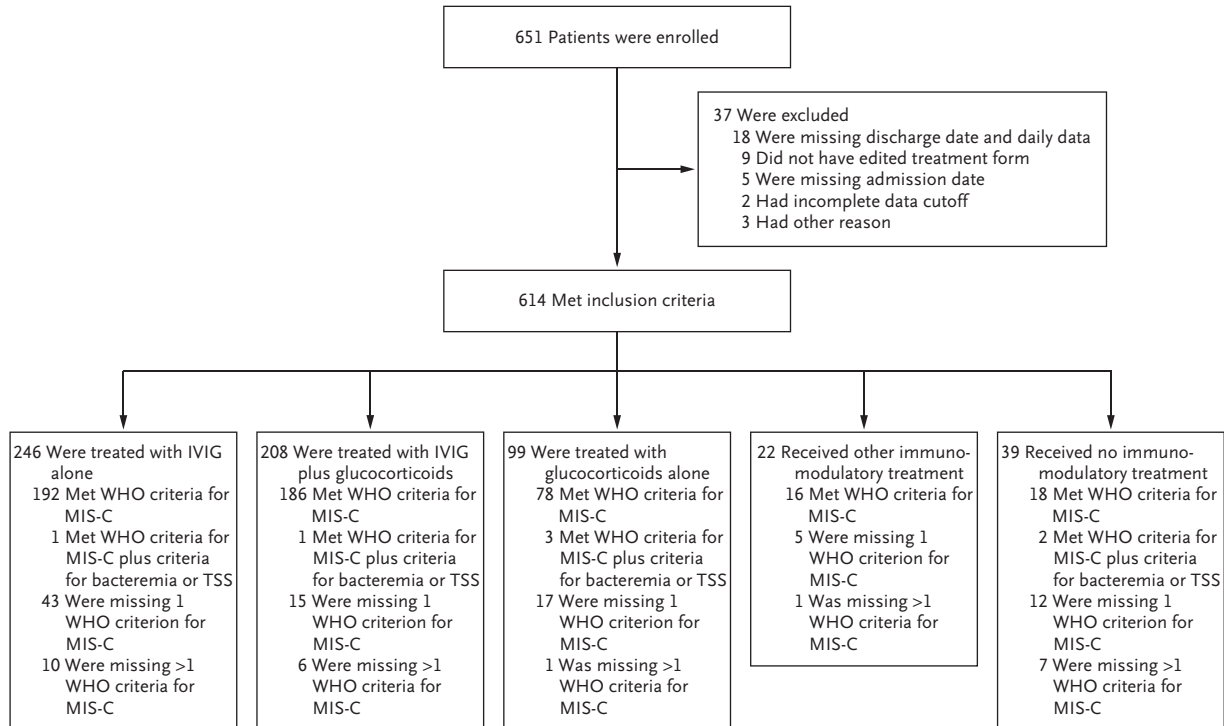 651 Patients were enrolled
37 Were excluded
18 Were missing discharge date and daily data
9 Did not have edited treatment form
5 Were missing admission date
2 Had incomplete data cutoff
3 Had other reason
614 Met inclusion criteria
246 Were treated with IVIG
alone
192 Met WHO criteria for
MIS-C
1 Met WHO criteria for
MIS-C plus criteria
for bacteremia or TSS
43 Were missing 1
WHO criterion for
MIS-C
10 Were missing >1
WHO criteria for
MIS-C
208 Were treated with IVIG
plus glucocorticoids
186 Met WHO criteria for
MIS-C
1 Met WHO criteria for
MIS-C plus criteria
for bacteremia or TSS
15 Were missing 1
WHO criterion for
MIS-C
6 Were missing >1
WHO criteria for
MIS-C
99 Were treated with
glucocorticoids alone
78 Met WHO criteria for
MIS-C
3 Met WHO criteria for
MIS-C plus criteria
for bacteremia or TSS
17 Were missing 1
WHO criterion for
MIS-C
1 Was missing >1
WHO criteria for
MIS-C
22 Received other immuno-
modulatory treatment
16 Met WHO criteria for
MIS-C
5 Were missing 1
WHO criterion for
MIS-C
1 Was missing >1
WHO criteria for
MIS-C
39 Received no immuno-
modulatory treatment
18 Met WHO criteria for
MIS-C
2 Met WHO criteria for
MIS-C plus criteria
for bacteremia or TSS
12 Were missing 1
WHO criterion for
MIS-C
7 Were missing >1
WHO criteria for
MIS-C